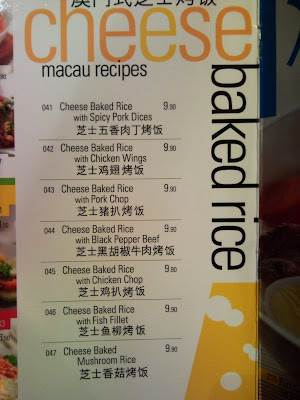 澳门式芝士烤饭
cheese
macau recipes
baked rice
041 Cheese Baked Rice 9.90
with Spicy Pork Dices
芝士五香肉丁烤饭
042 Cheese Baked Rice 9.90
with Chicken Wings
芝士鸡翅烤饭
043 Cheese Baked Rice 9.90
with Pork Chop
芝士猪扒烤饭
044 Cheese Baked Rice 9.90
with Black Pepper Beef
芝士黑胡椒牛肉烤饭
045 Cheese Baked Rice 9.90
with Chicken Chop
芝士鸡扒烤饭
046 Cheese Baked Rice 9.90
with Fish Fillet
芝士鱼柳烤饭
047 Cheese Baked 9.90
Mushroom Rice
芝士香菇烤饭